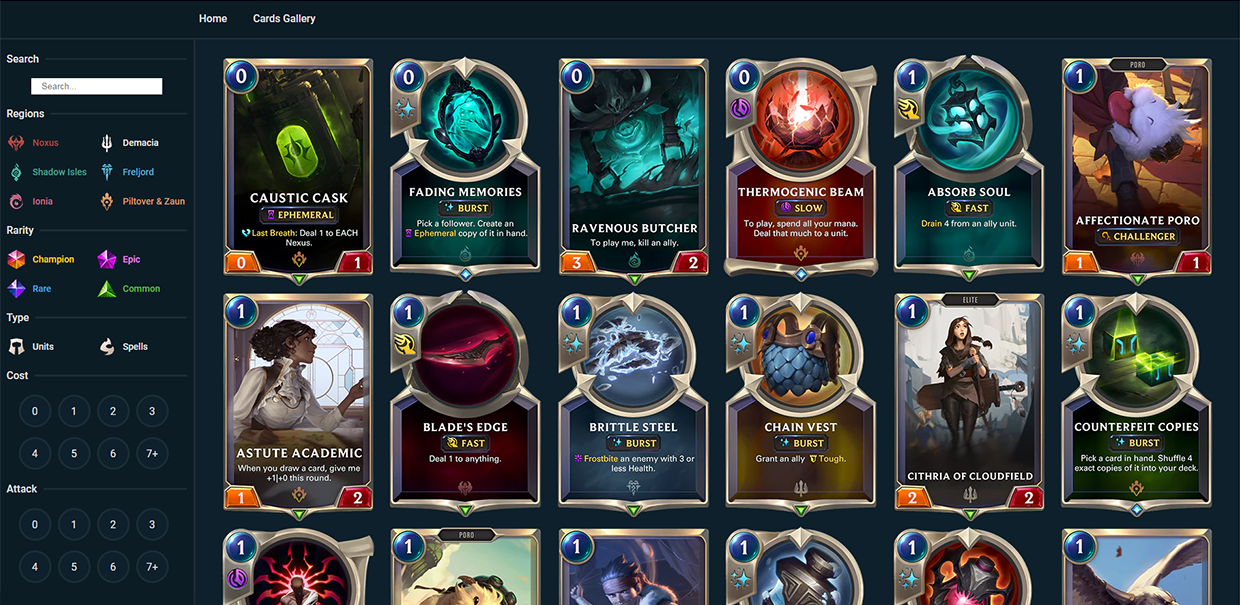 Home Cards Gallery
Search
Search...
Regions
Noxus Demacia
Shadow Isles Freljord
Ionia Piltover & Zaun
Rarity
Champion Epic
Rare Common
Type
Units Spells
Cost
0 1 2 3
4 5 6 7+
Attack
0 1 2 3
4 5 6 7+
0
CAUSTIC CASK
EPHEMERAL
Last Breath: Deal 1 to EACH
Nexus.
0 1
0
FADING MEMORIES
BURST
Pick a follower. Create an
Ephemeral copy of it in hand.
0
RAVENOUS BUTCHER
To play me, kill an ally.
3 2
0
THERMOGENIC BEAM
SLOW
To play, spend all your mana.
Deal that much to a unit.
1
ABSORB SOUL
FAST
Drain 4 from an ally unit.
1
PORO
AFFECTIONATE PORO
CHALLENGER
1 1
1
ASTUTE ACADEMIC
When you draw a card, give me
+1|+0 this round.
1 2
1
BLADE'S EDGE
FAST
Deal 1 to anything.
1
BRITTLE STEEL
BURST
Frostbite an enemy with 3 or
less Health.
1
CHAIN VEST
BURST
Grant an ally Tough.
1
ELITE
CITHRIA OF CLOUDFIELD
2 2
1
COUNTERFEIT COPIES
BURST
Pick a card in hand. Shuffle 4
exact copies of it into your deck.
1
1
PORO
1
1
1
1